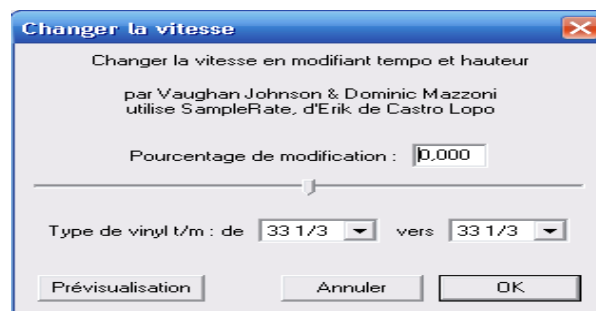 Changer la vitesse
Changer la vitesse en modifiant tempo et hauteur
par Vaughan Johnson & Dominic Mazzoni
utilise SampleRate, d'Erik de Castro Lopo
Pourcentage de modification : 0,000
Type de vinyl t/m : de 33 1/3 vers 33 1/3
Prévisualisation Annuler OK